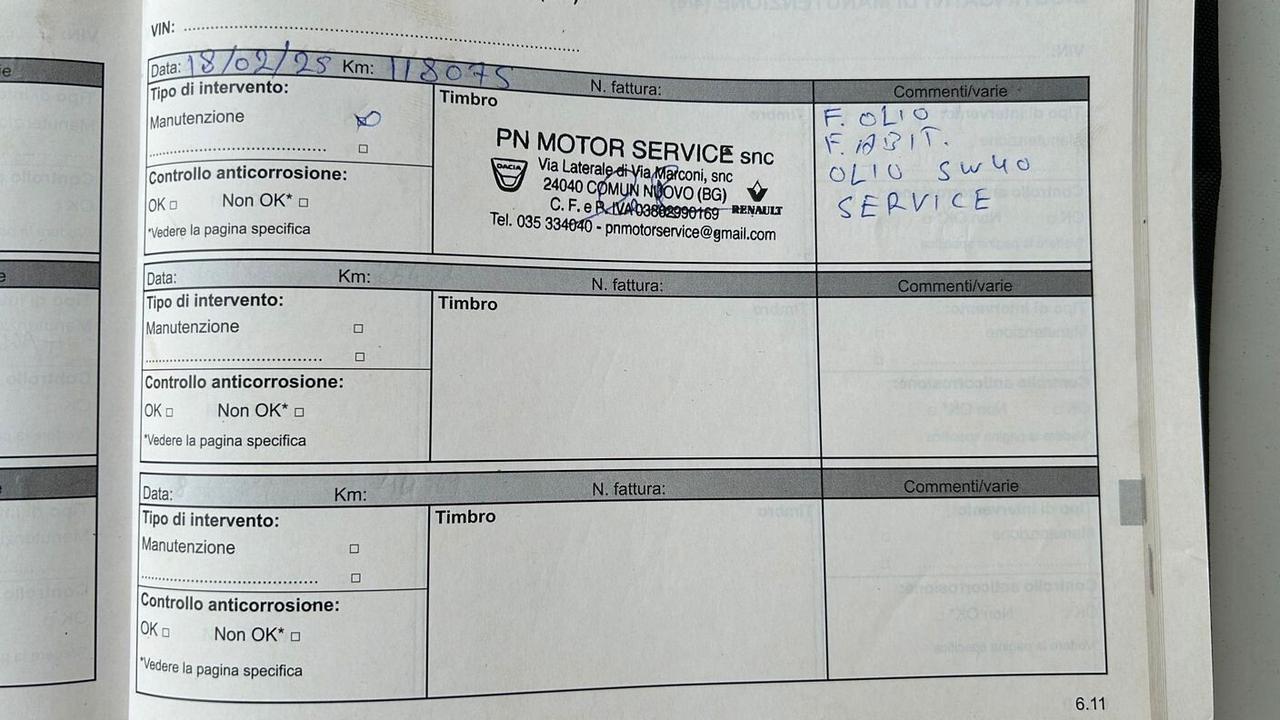 VIN:
Data: 18/02/25 Km: 118075 N. fattura: Commenti/varie
Tipo di intervento:
Manutenzione
Controllo anticorrosione:
OK Non OK*
*Vedere la pagina specifica
Timbro
PN MOTOR SERVICE snc
DACIA
Via Laterale di Via Marconi, snc
24040 COMUN NUOVO (BG)
C. F. e P. IVA 03802990169
RENAULT
Tel. 035 334040 - pnmotorservice@gmail.com
F. OLIO
F. ABIT.
OLIO 5W40
SERVICE
Data: Km: N. fattura: Commenti/varie
Tipo di intervento:
Manutenzione
Controllo anticorrosione:
OK Non OK*
*Vedere la pagina specifica
Timbro
Data: Km: N. fattura: Commenti/varie
Tipo di intervento:
Manutenzione
Controllo anticorrosione:
OK Non OK*
*Vedere la pagina specifica
Timbro
6.11